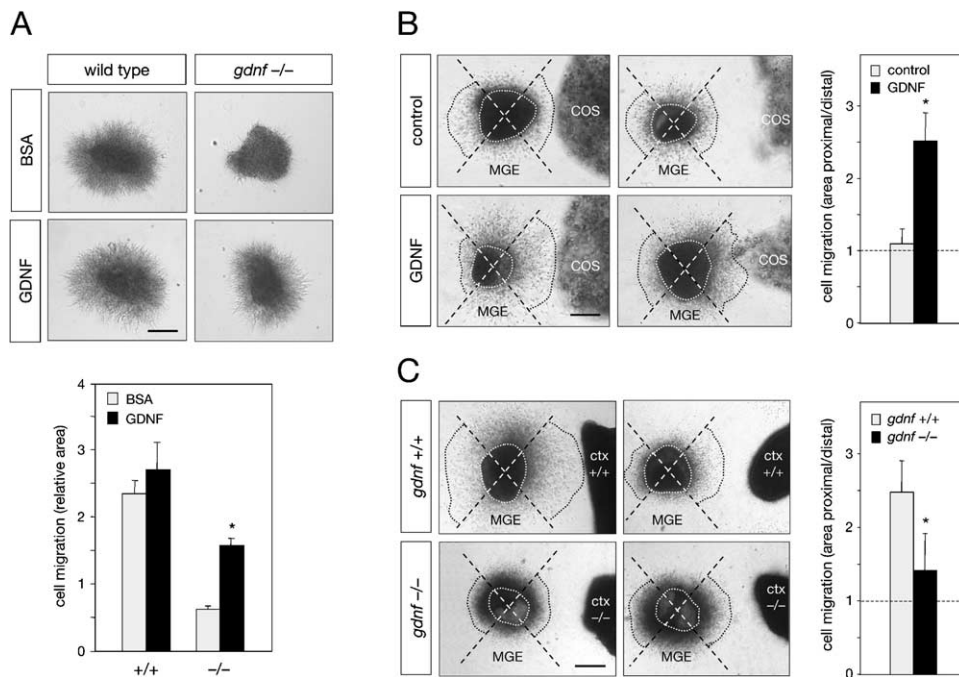 A
wild type
gdnf –/–
BSA
GDNF
4
3
2
1
0
cell migration (relative area)
BSA
GDNF
*
+/+
–/–
B
control
COS
MGE
COS
MGE
GDNF
COS
MGE
COS
MGE
control
GDNF
*
3
2
1
0
cell migration (area proximal/distal)
C
gdnf +/+
ctx
+/+
MGE
ctx
+/+
MGE
gdnf –/–
ctx
–/–
MGE
ctx
–/–
MGE
gdnf +/+
gdnf –/–
*
3
2
1
0
cell migration (area proximal/distal)